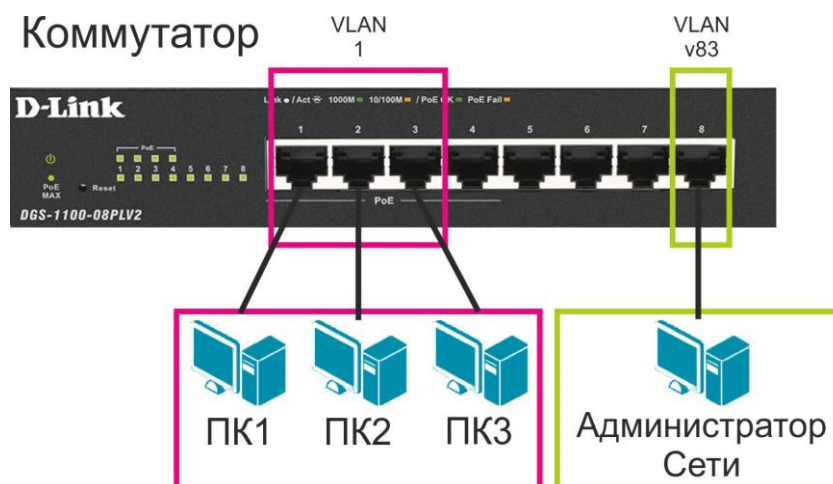 Коммутатор
VLAN
1
VLAN
v83
D-Link
Link ● / Act 1000M 10/100M / PoE OK PoE Fail
1 2 3 4 5 6 7 8
PoE
1 2 3 4 5 6 7 8
PoE
MAX
Reset
PoE
DGS-1100-08PLV2
ПК1
ПК2
ПК3
Администратор
Сети